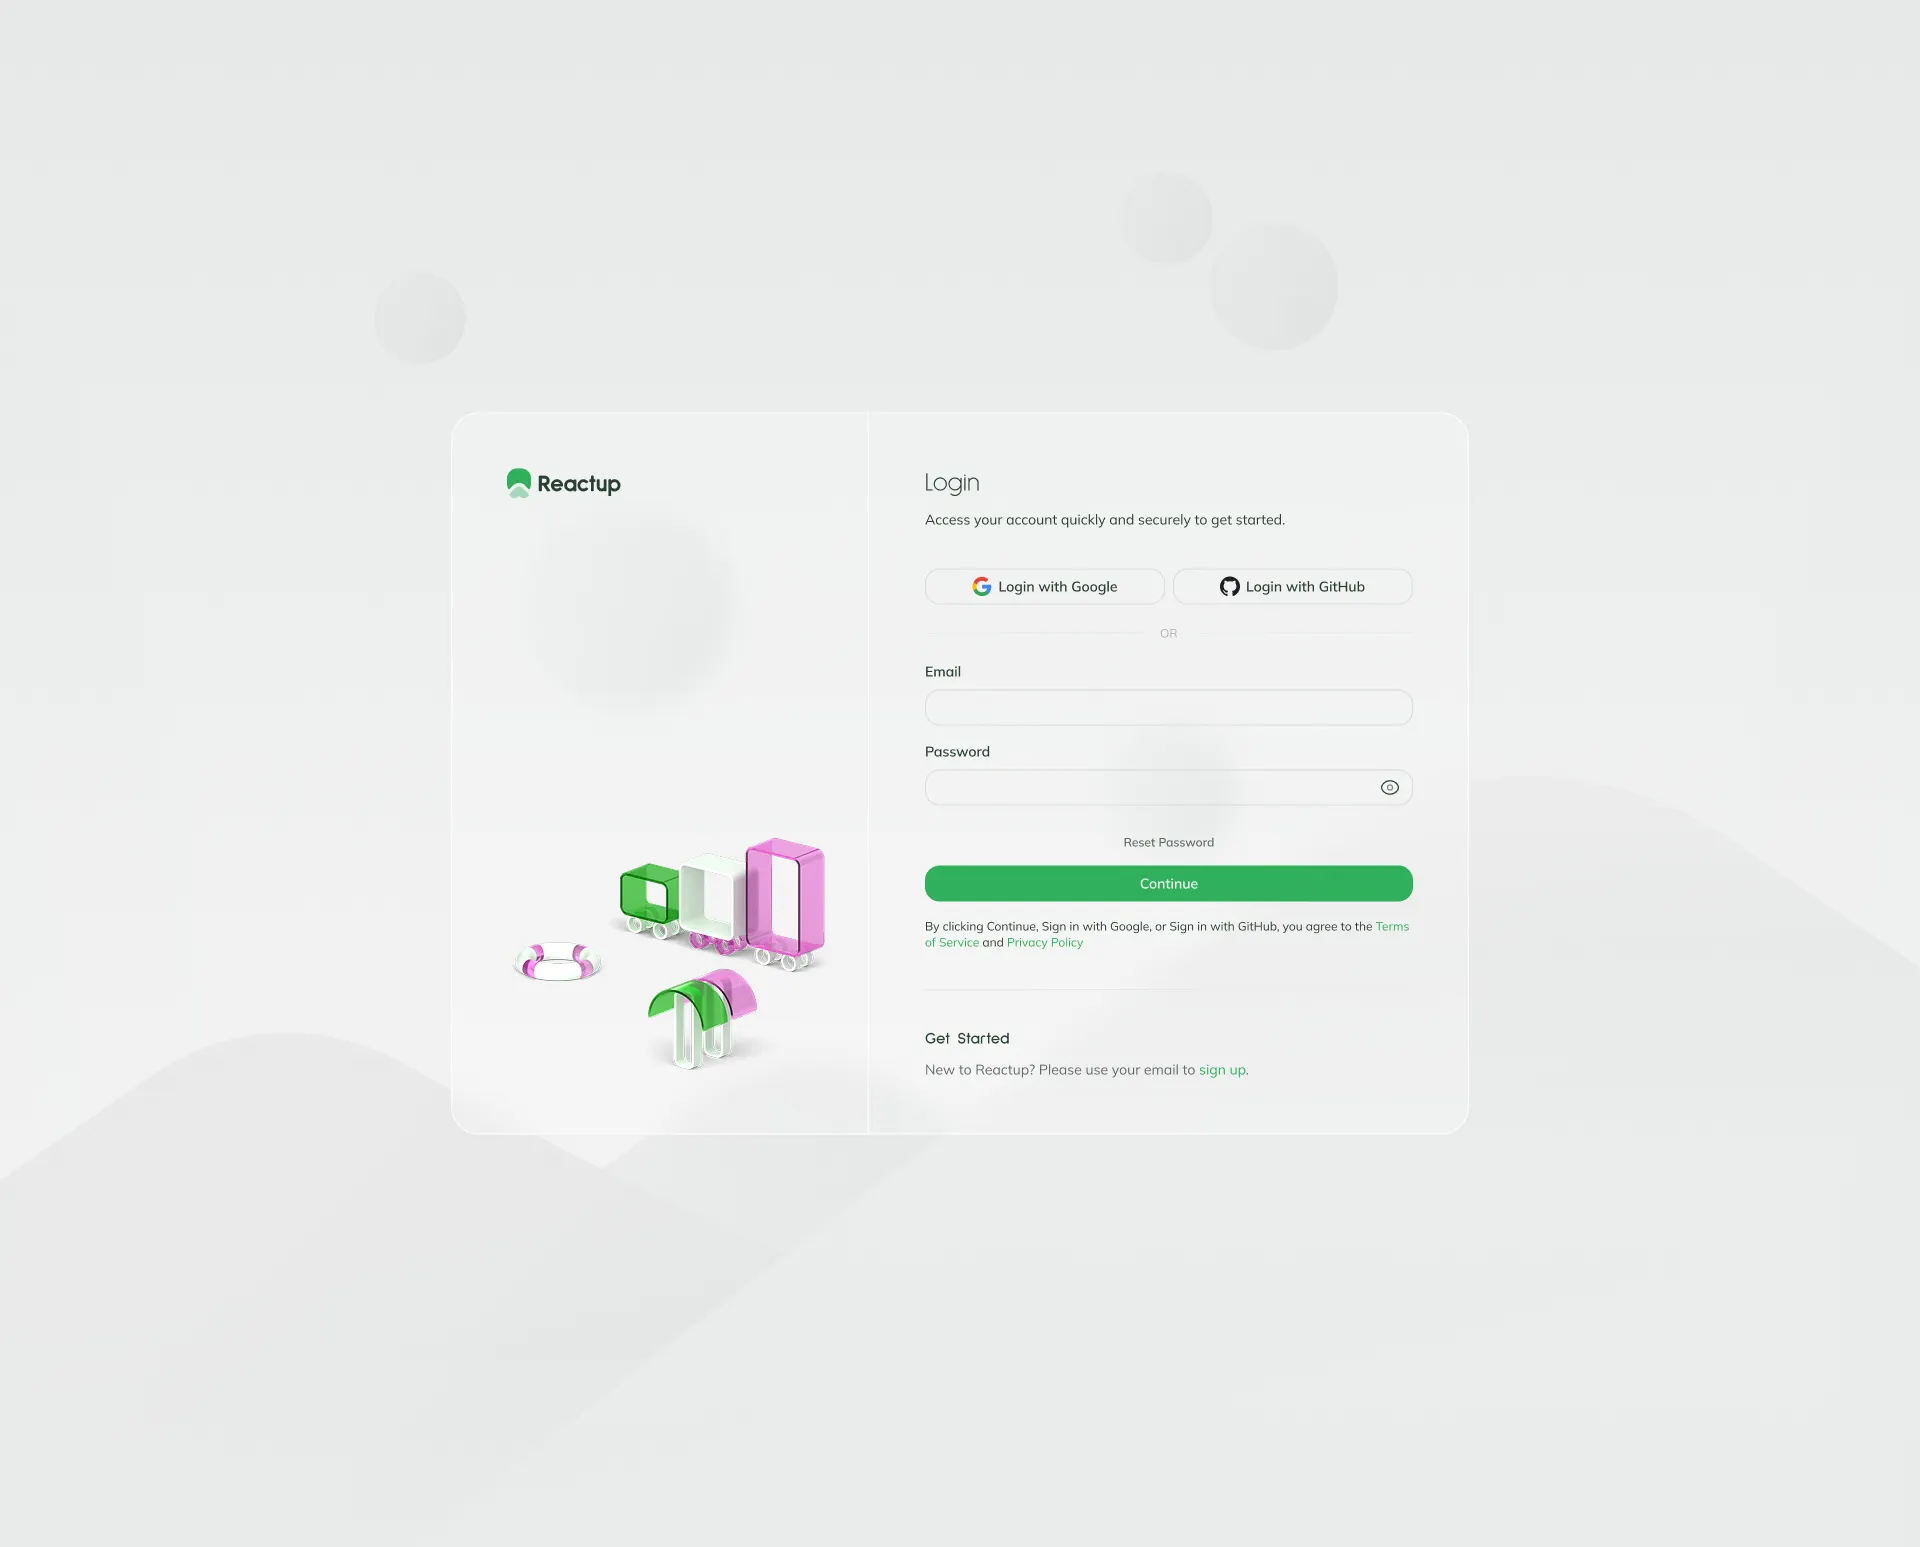 Reactup
Login
Access your account quickly and securely to get started.
Login with Google
Login with GitHub
OR
Email
Password
Reset Password
Continue
By clicking Continue, Sign in with Google, or Sign in with GitHub, you agree to the Terms
of Service and Privacy Policy
Get Started
New to Reactup? Please use your email to sign up.